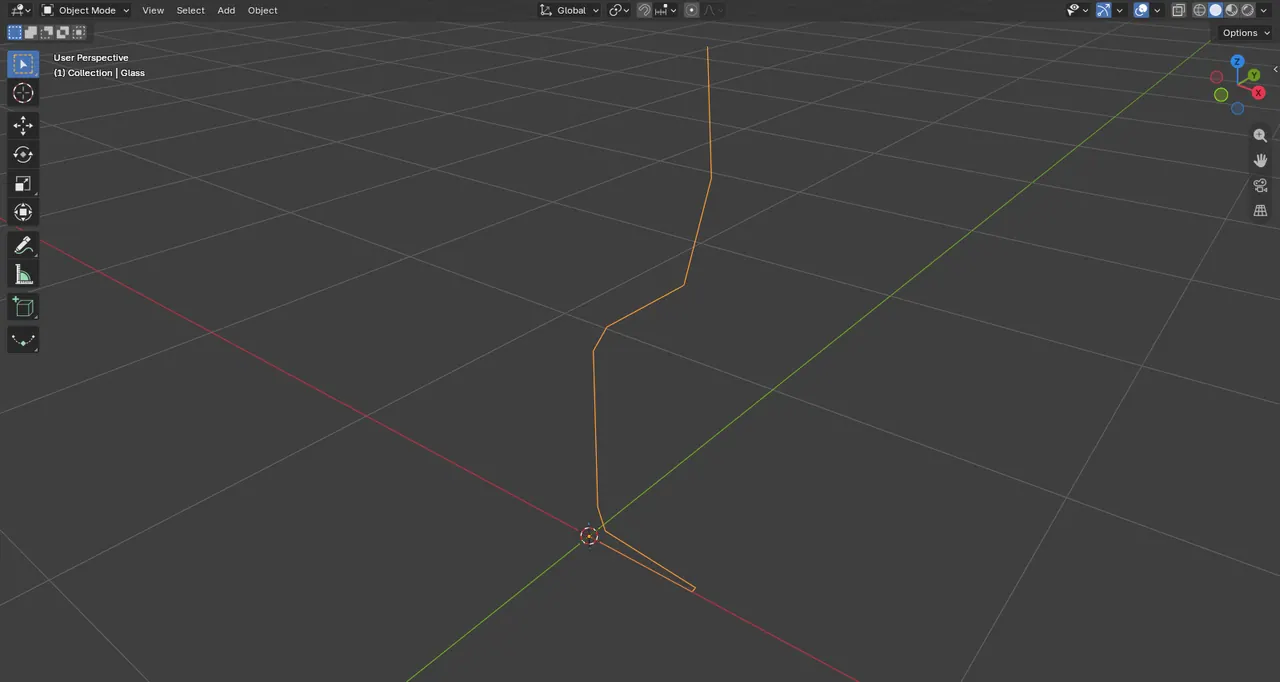 Object Mode View Select Add Object Global
Options
User Perspective
(1) Collection | Glass
Z
Y
X